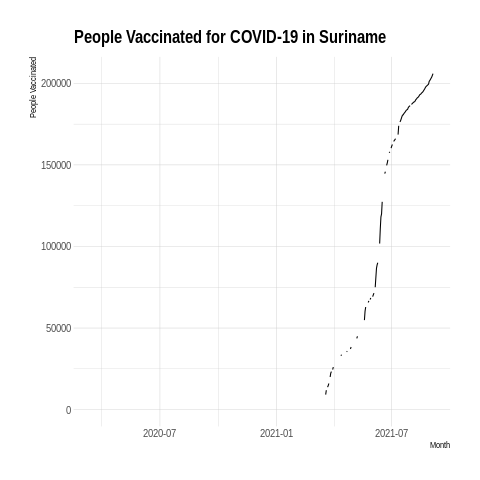 People Vaccinated for COVID-19 in Suriname
People Vaccinated
200000
150000
100000
50000
0
2020-07
2021-01
2021-07
Month